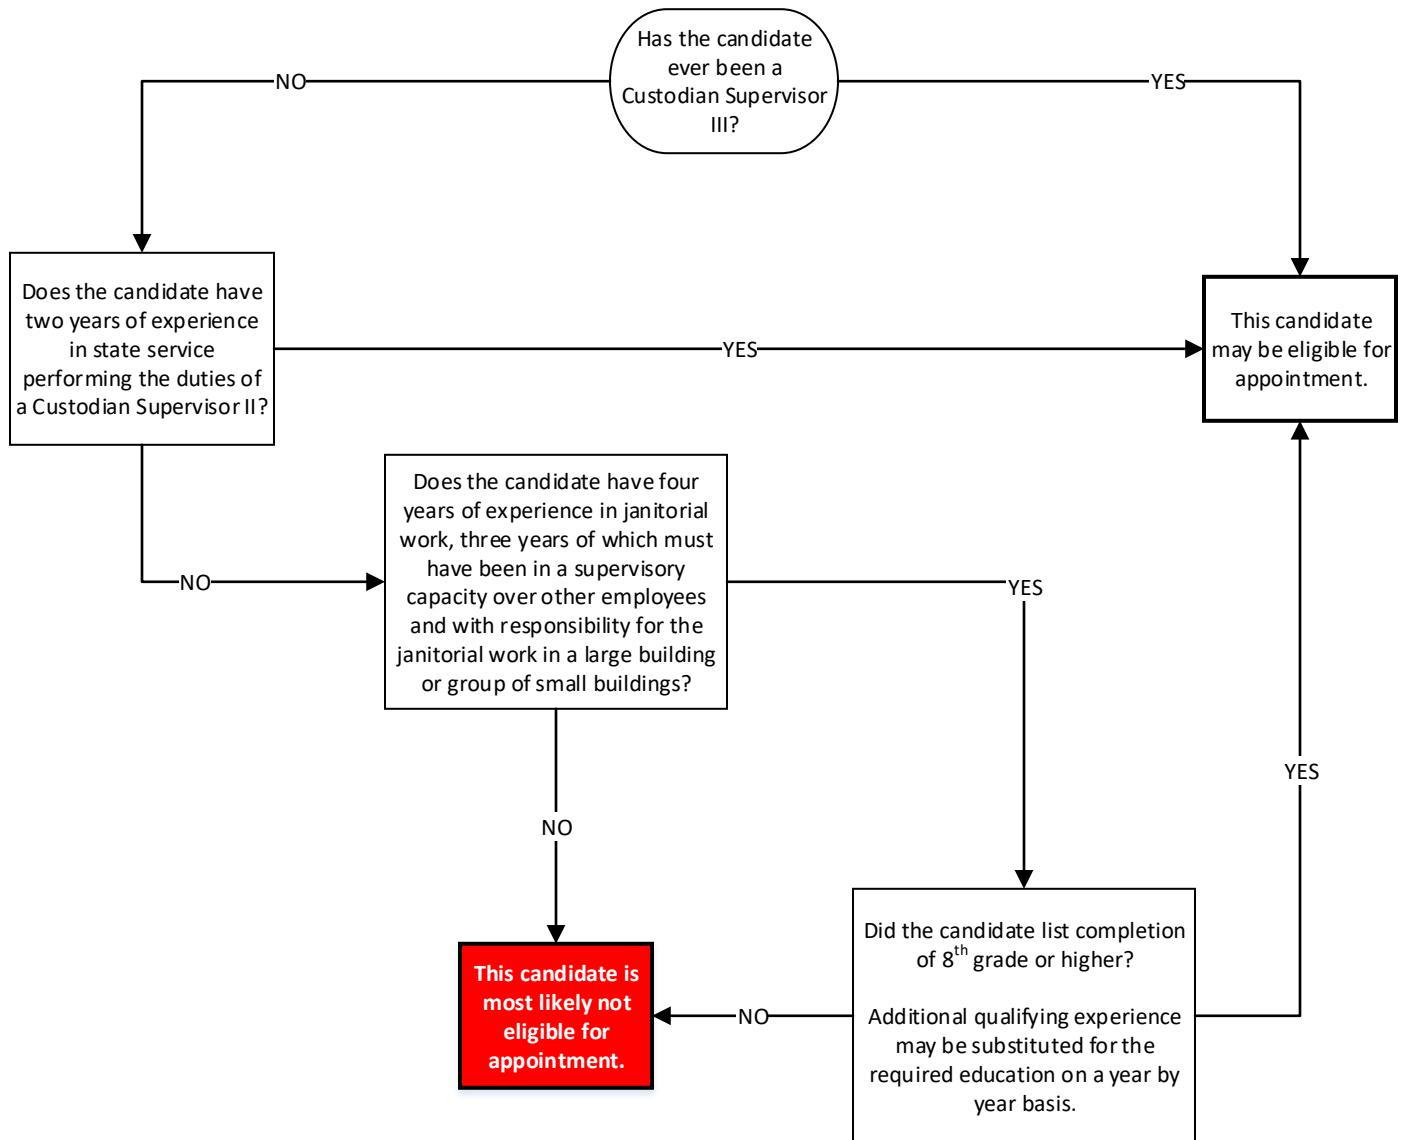 Has the candidate
ever been a
Custodian Supervisor
III?
NO
YES
Does the candidate have
two years of experience
in state service
performing the duties of
a Custodian Supervisor II?
YES
This candidate
may be eligible for
appointment.
Does the candidate have four
years of experience in janitorial
work, three years of which must
have been in a supervisory
capacity over other employees
and with responsibility for the
janitorial work in a large building
or group of small buildings?
NO
YES
YES
NO
Did the candidate list completion
of 8th grade or higher?
Additional qualifying experience
may be substituted for the
required education on a year by
year basis.
NO
This candidate is
most likely not
eligible for
appointment.